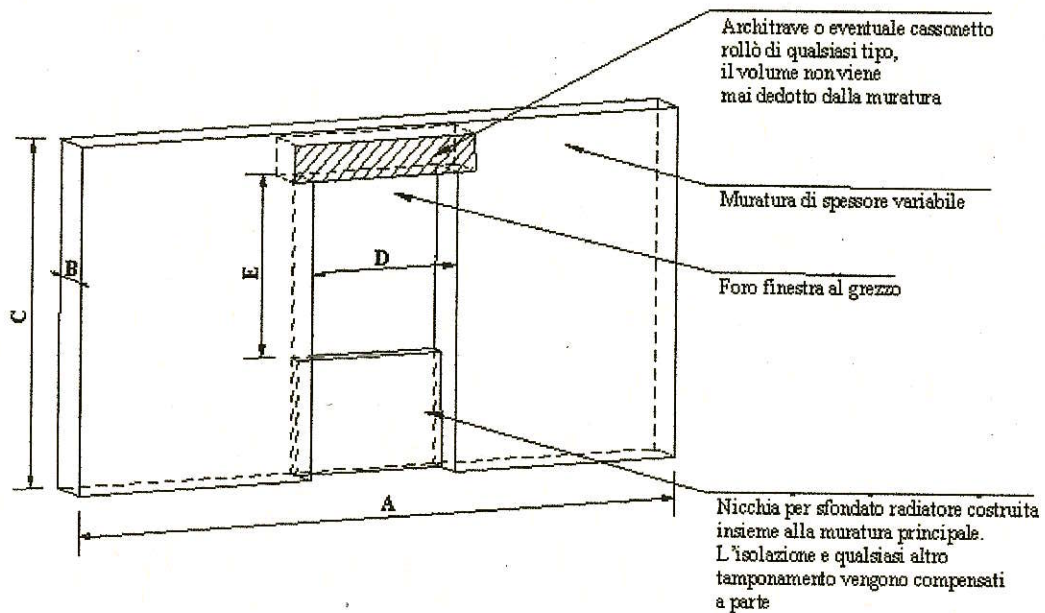 Architrave o eventuale cassonetto
rollò di qualsiasi tipo,
il volume non viene
mai dedotto dalla muratura
Muratura di spessore variabile
Foro finestra al grezzo
B
D
E
C
A
Nicchia per sfondato radiatore costruita
insieme alla muratura principale.
L'isolazione e qualsiasi altro
tamponamento vengono compensati
a parte